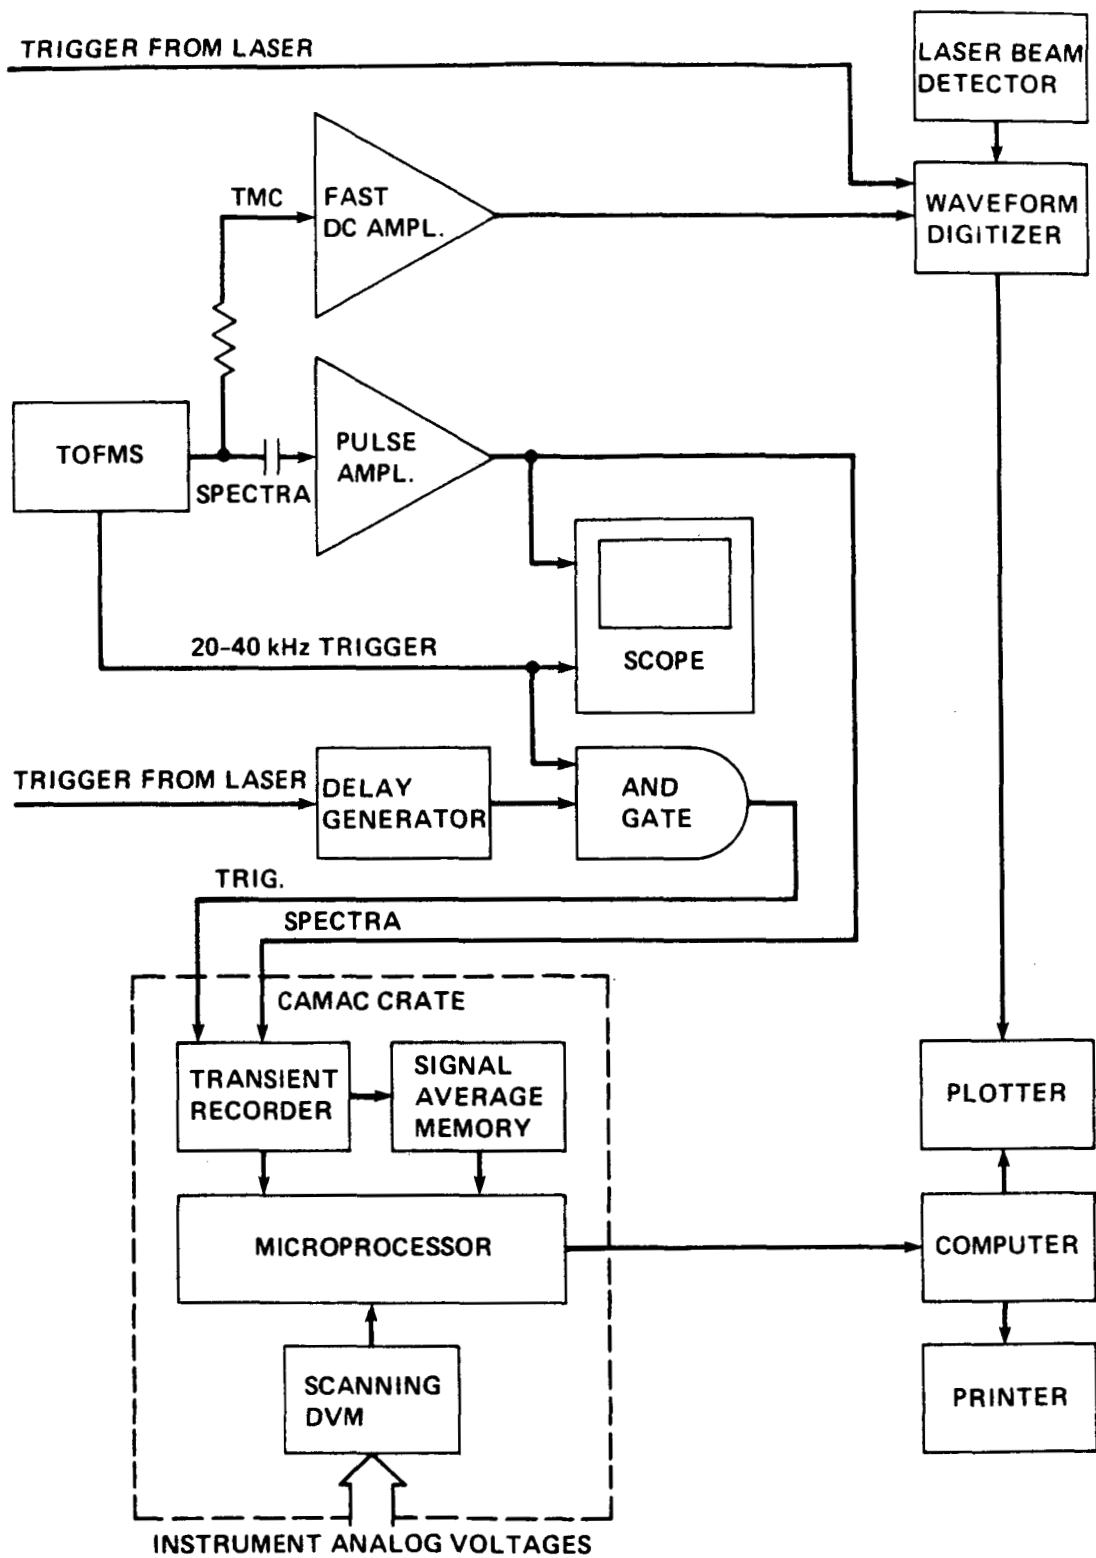 TRIGGER FROM LASER
LASER BEAM
DETECTOR
TMC
FAST
DC AMPL.
WAVEFORM
DIGITIZER
TOFMS
SPECTRA
PULSE
AMPL.
20-40 kHz TRIGGER
SCOPE
TRIGGER FROM LASER
DELAY
GENERATOR
AND
GATE
TRIG.
SPECTRA
CAMAC CRATE
TRANSIENT
RECORDER
SIGNAL
AVERAGE
MEMORY
PLOTTER
MICROPROCESSOR
COMPUTER
SCANNING
DVM
PRINTER
INSTRUMENT ANALOG VOLTAGES